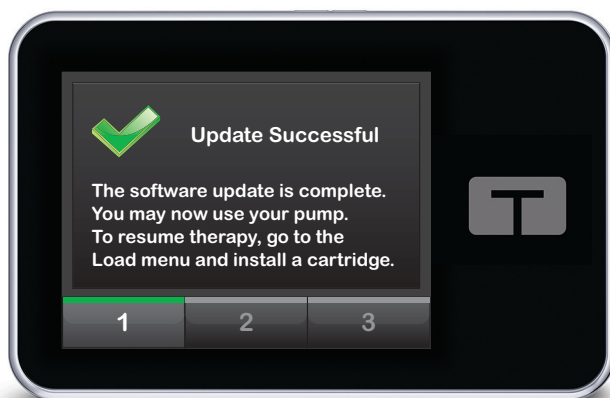 Update Successful
The software update is complete.
You may now use your pump.
To resume therapy, go to the
Load menu and install a cartridge.
1 2 3
T